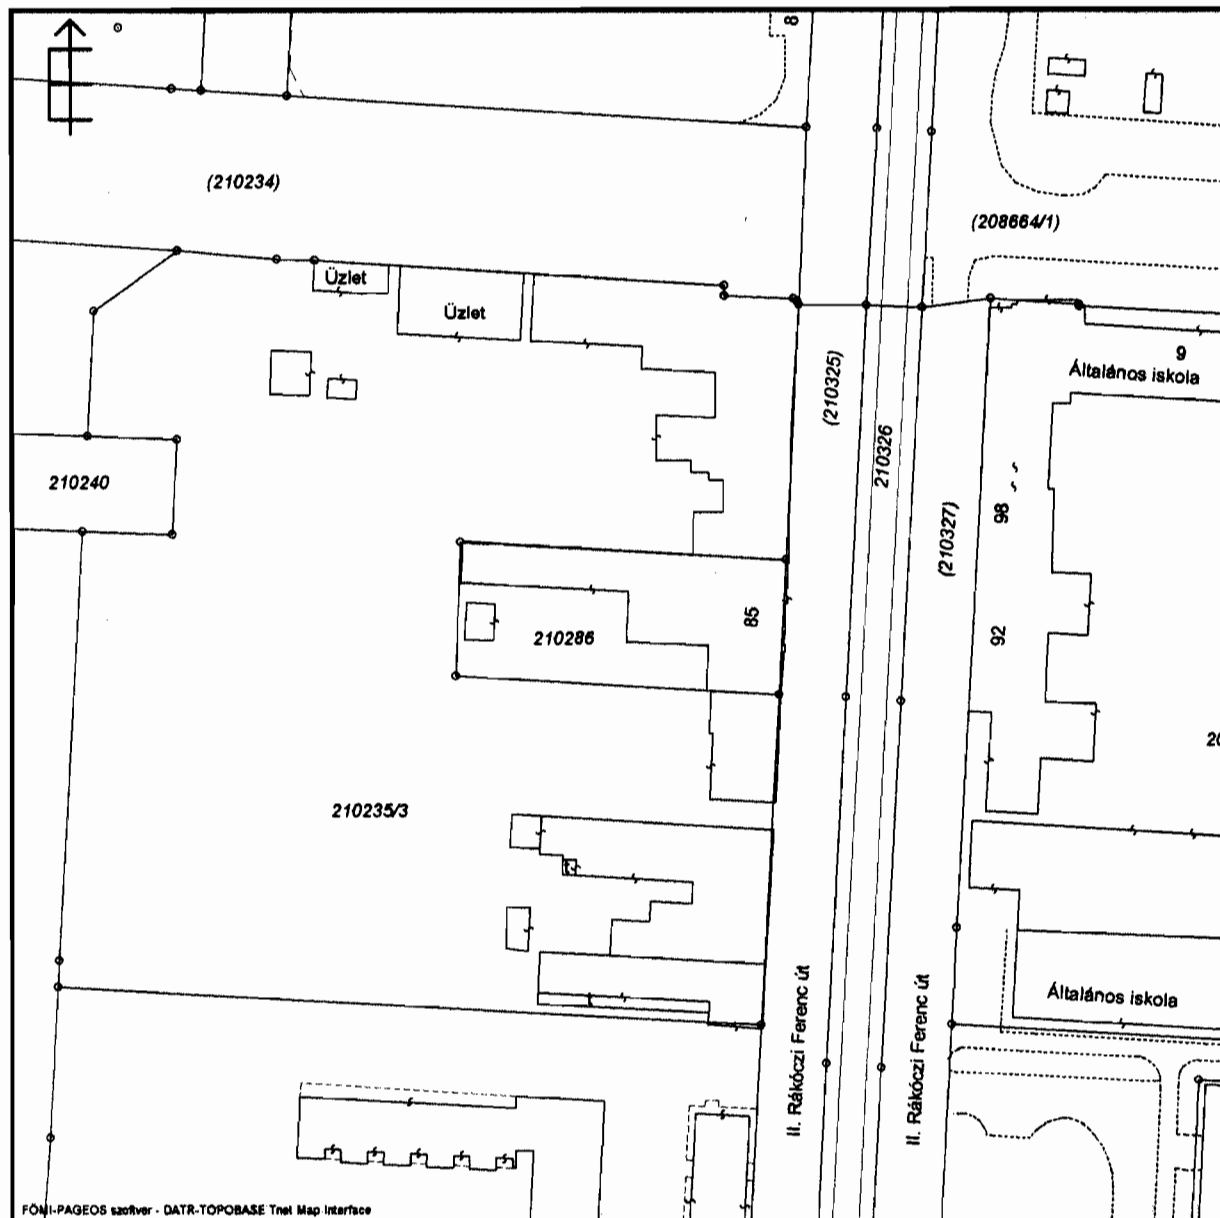 8
(210234)
(208664/1)
Üzlet
Üzlet
9
Általános iskola
(210325)
210326
210240
98
(210327)
85
92
210286
20
210235/3
II. Rákóczi Ferenc út
II. Rákóczi Ferenc út
Általános iskola
FÖMI-PAGEOS szoftver - DATR-TOPOBASE Tnet Map Interface